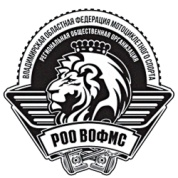 ВЛАДИМИРСКАЯ ОБЛАСТНАЯ ФЕДЕРАЦИЯ МОТОЦИКЛЕТНОГО СПОРТА
РЕГИОНАЛЬНАЯ ОБЩЕСТВЕННАЯ ОРГАНИЗАЦИЯ
РОО ВОФМС